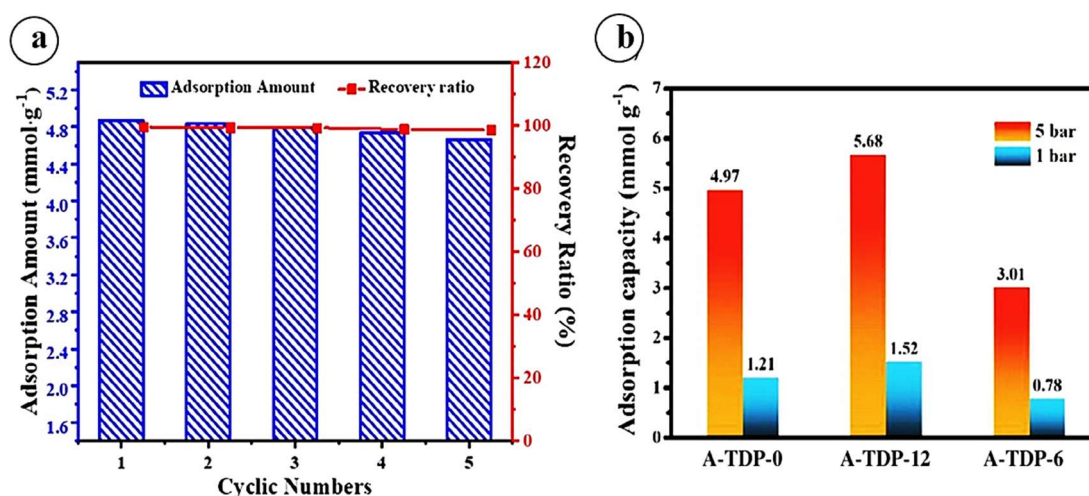 a
Adsorption Amount (mmol·g-1)
5.2
4.8
4.4
4.0
3.6
3.2
2.8
2.4
2.0
1.6
Adsorption Amount
Recovery ratio
1 2 3 4 5
Cyclic Numbers
120
100
80
60
40
20
0
Recovery Ratio (%)
b
Adsorption capacity (mmol g-1)
7
6
5
4
3
2
1
0
5 bar
1 bar
4.97
1.21
5.68
1.52
3.01
0.78
A-TDP-0 A-TDP-12 A-TDP-6